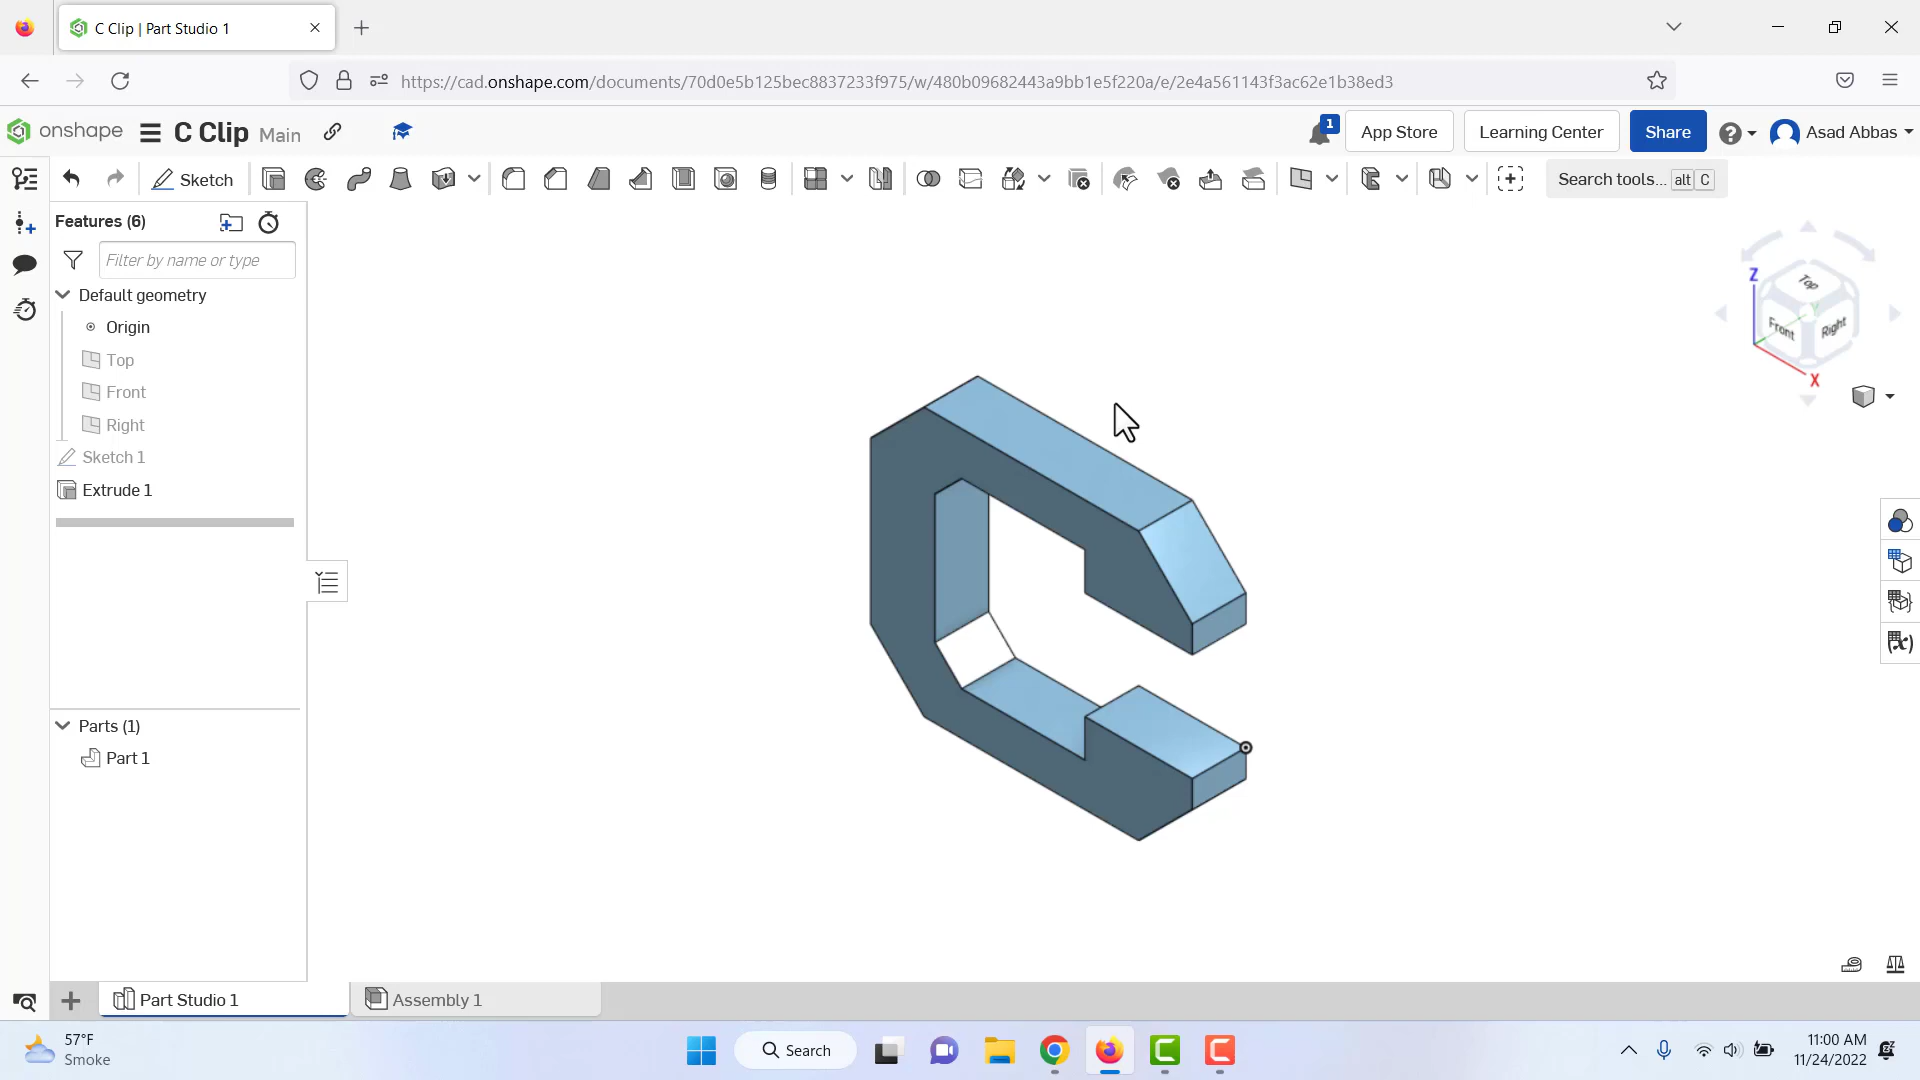 C Clip | Part Studio 1
https://cad.onshape.com/documents/70d0e5b125bec8837233f975/w/480b09682443a9bb1e5f220a/e/2e4a561143f3ac62e1b38ed3
onshape C Clip Main 1 App Store Learning Center Share Asad Abbas
Sketch Search tools... alt C
Features (6)
Filter by name or type
Default geometry
Origin
Top
Front
Right
Sketch 1
Extrude 1
Parts (1)
Part 1
Z
Top
Y
Front
Right
X
Part Studio 1
Assembly 1
57°F
Smoke
Search
11:00 AM
11/24/2022